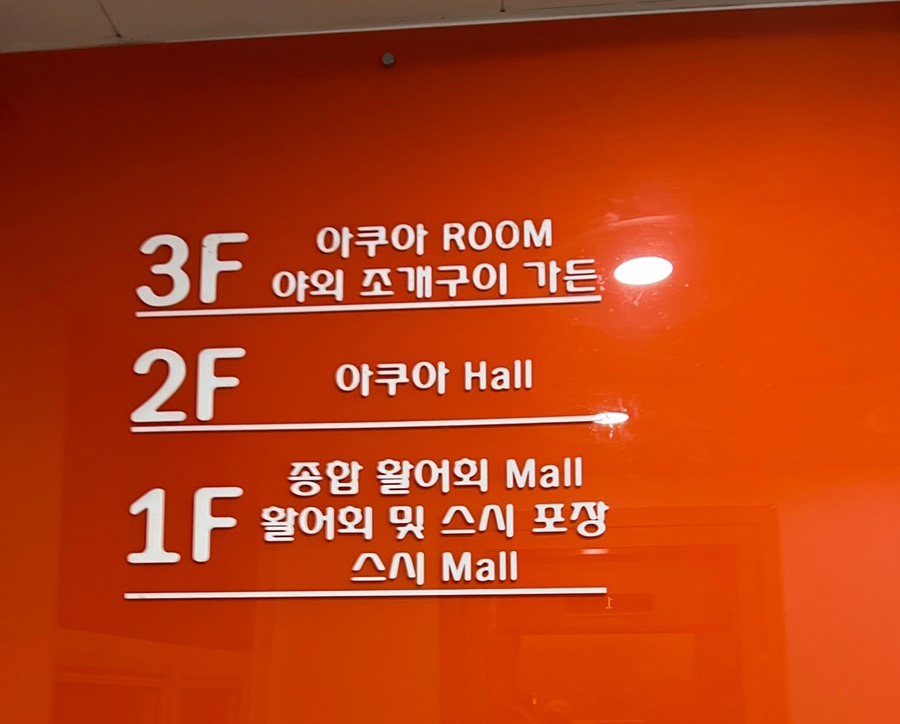 3F
아쿠아 ROOM
야외 조개구이 가든
2F
아쿠아 Hall
1F
종합 활어회 Mall
활어회 및 스시 포장
스시 Mall